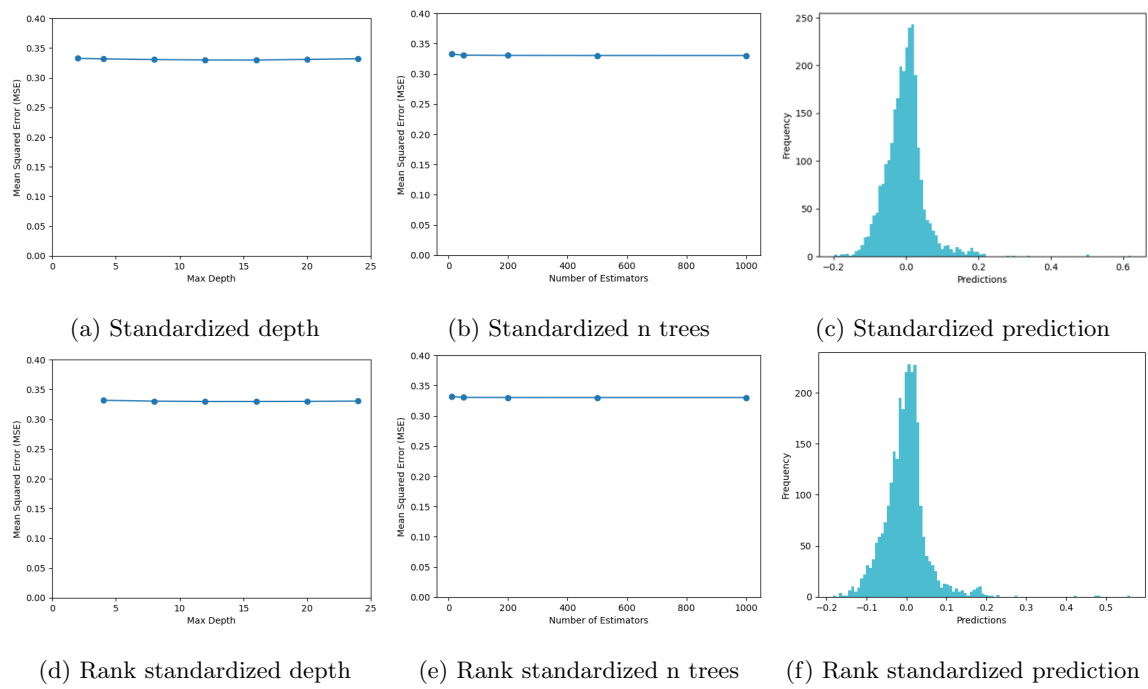 0.40
0.35
0.30
0.25
0.20
0.15
0.10
0.05
0.00
Mean Squared Error (MSE)
0 5 10 15 20 25
Max Depth
(a) Standardized depth
0.40
0.35
0.30
0.25
0.20
0.15
0.10
0.05
0.00
Mean Squared Error (MSE)
0 200 400 600 800 1000
Number of Estimators
(b) Standardized n trees
250
200
150
100
50
0
Frequency
−0.2 0.0 0.2 0.4 0.6
Predictions
(c) Standardized prediction
0.40
0.35
0.30
0.25
0.20
0.15
0.10
0.05
0.00
Mean Squared Error (MSE)
0 5 10 15 20 25
Max Depth
(d) Rank standardized depth
0.40
0.35
0.30
0.25
0.20
0.15
0.10
0.05
0.00
Mean Squared Error (MSE)
0 200 400 600 800 1000
Number of Estimators
(e) Rank standardized n trees
200
150
100
50
0
Frequency
−0.2 −0.1 0.0 0.1 0.2 0.3 0.4 0.5
Predictions
(f) Rank standardized prediction